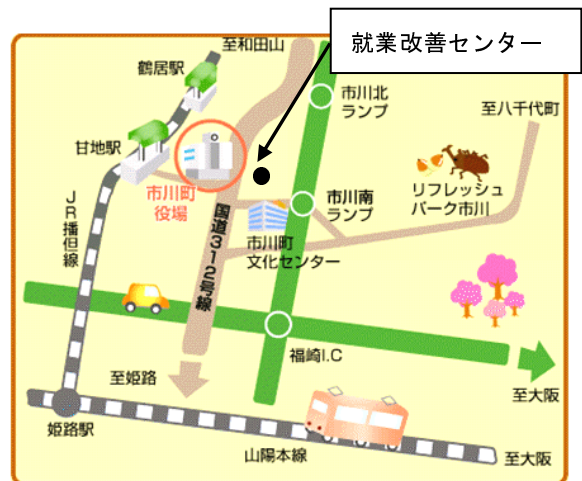 就業改善センター
至和田山
鶴居駅
市川北
ランプ
至八千代町
甘地駅
市川町
役場
市川南
ランプ
リフレッシュ
パーク市川
JR播但線
国道312号線
市川町
文化センター
福崎I.C
至姫路
至大阪
姫路駅
山陽本線
至大阪